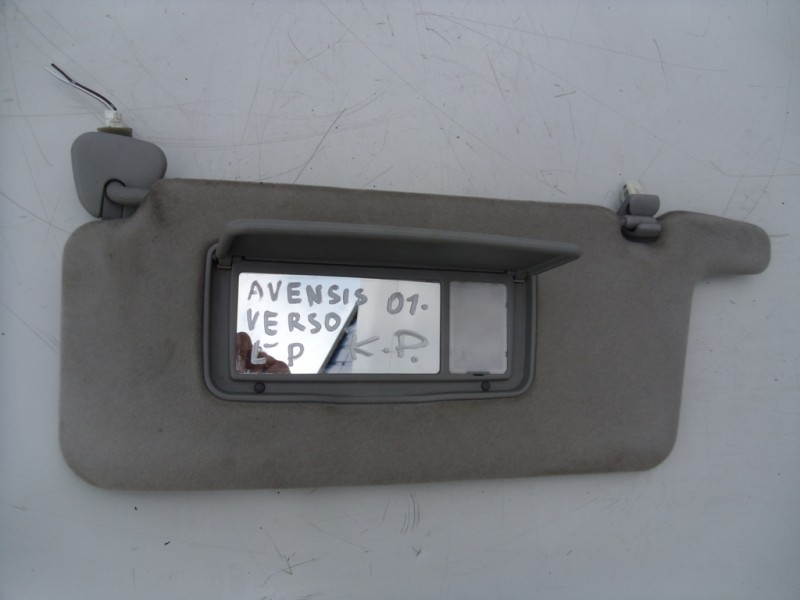 AVENSIS 01.
VERSO
L-P K.P.